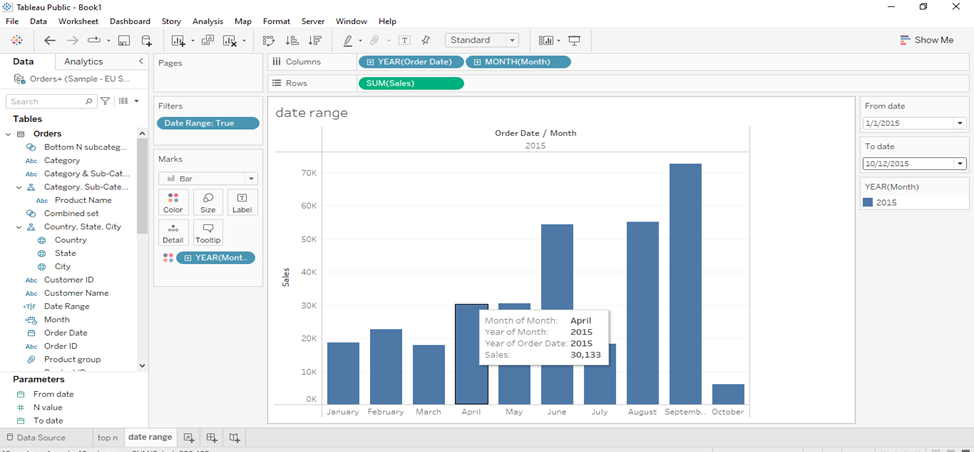 Tableau Public - Book1
File Data Worksheet Dashboard Story Analysis Map Format Server Window Help
Standard
Show Me
Data Analytics
Orders+ (Sample - EU S...
Search
Tables
Orders
Bottom N subcateg...
Abc Category
Abc Category & Sub-Cat...
Category, Sub-Cate...
Abc Product Name
Combined set
Country, State, City
Country
State
City
Abc Customer ID
Abc Customer Name
=T|F Date Range
Month
Order Date
Abc Order ID
Product group
Parameters
From date
# N value
To date
Pages
Filters
Date Range: True
Marks
Bar
Color Size Label
Detail Tooltip
YEAR(Mont..
Columns YEAR(Order Date) MONTH(Month)
Rows SUM(Sales)
date range
Order Date / Month
2015
Sales
70K
60K
50K
40K
30K
20K
10K
0K
Month of Month: April
Year of Month: 2015
Year of Order Date: 2015
Sales: 30,133
January February March April May June July August Septemb.. October
From date
1/1/2015
To date
10/12/2015
YEAR(Month)
2015
Data Source top n date range